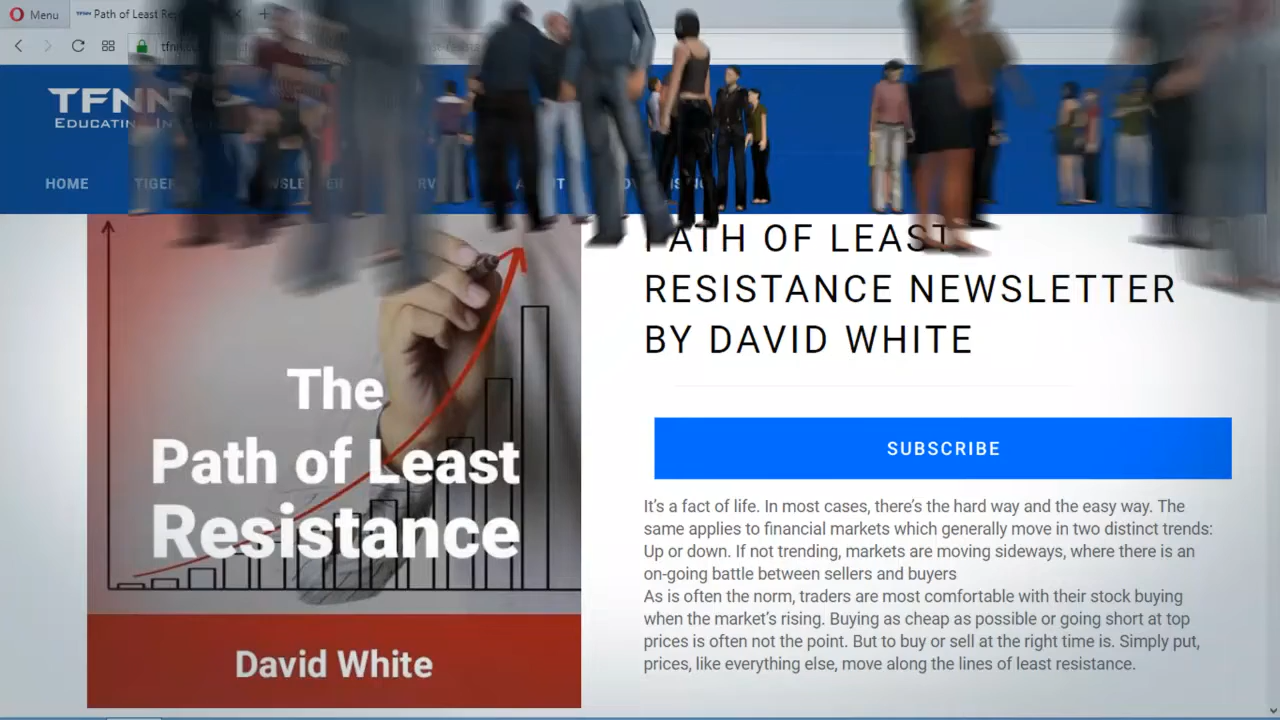 Menu
Path of Least Re
TFNN
EDUCATIN
HOME
TIGER
PATH OF LEAST
RESISTANCE NEWSLETTER
BY DAVID WHITE
SUBSCRIBE
The
Path of Least
Resistance
David White
It's a fact of life. In most cases, there's the hard way and the easy way. The
same applies to financial markets which generally move in two distinct trends:
Up or down. If not trending, markets are moving sideways, where there is an
on-going battle between sellers and buyers
As is often the norm, traders are most comfortable with their stock buying
when the market's rising. Buying as cheap as possible or going short at top
prices is often not the point. But to buy or sell at the right time is. Simply put,
prices, like everything else, move along the lines of least resistance.